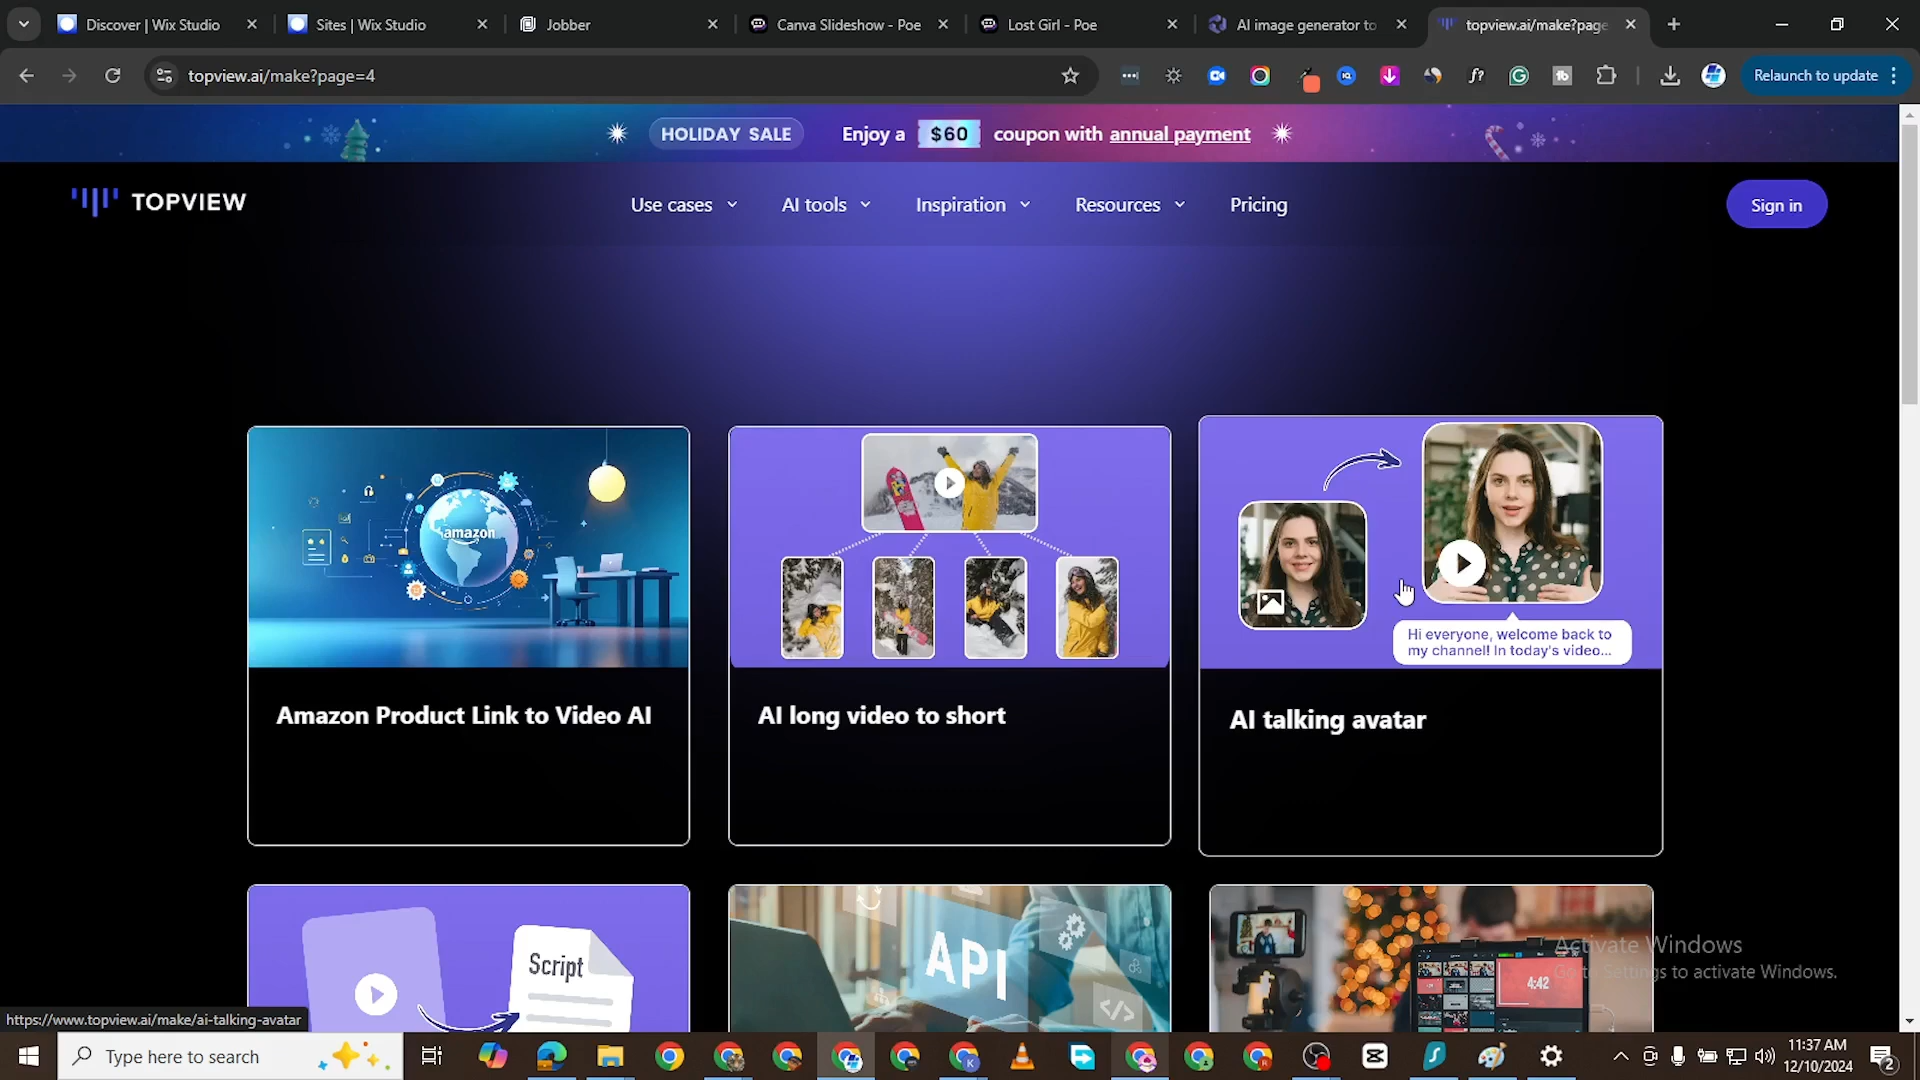 Discover | Wix Studio
Sites | Wix Studio
Jobber
Canva Slideshow - Poe
Lost Girl - Poe
AI image generator to
topview.ai/make?page
topview.ai/make?page=4
Relaunch to update
HOLIDAY SALE
Enjoy a $60 coupon with annual payment
TOPVIEW
Use cases
AI tools
Inspiration
Resources
Pricing
Sign in
amazon
Hi everyone, welcome back to
my channel! In today's video...
Amazon Product Link to Video AI
AI long video to short
AI talking avatar
Script
API
</>
4:42
Activate Windows
Go to Settings to activate Windows.
https://www.topview.ai/make/ai-talking-avatar
Type here to search
11:37 AM
12/10/2024
2